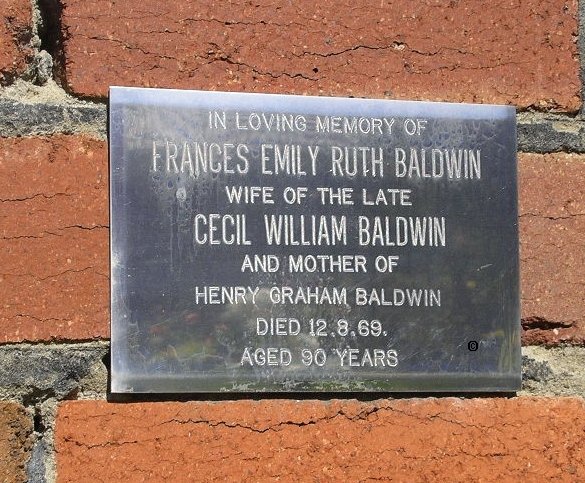 IN LOVING MEMORY OF
FRANCES EMILY RUTH BALDWIN
WIFE OF THE LATE
CECIL WILLIAM BALDWIN
AND MOTHER OF
HENRY GRAHAM BALDWIN
DIED 12.8.69.
AGED 90 YEARS
©